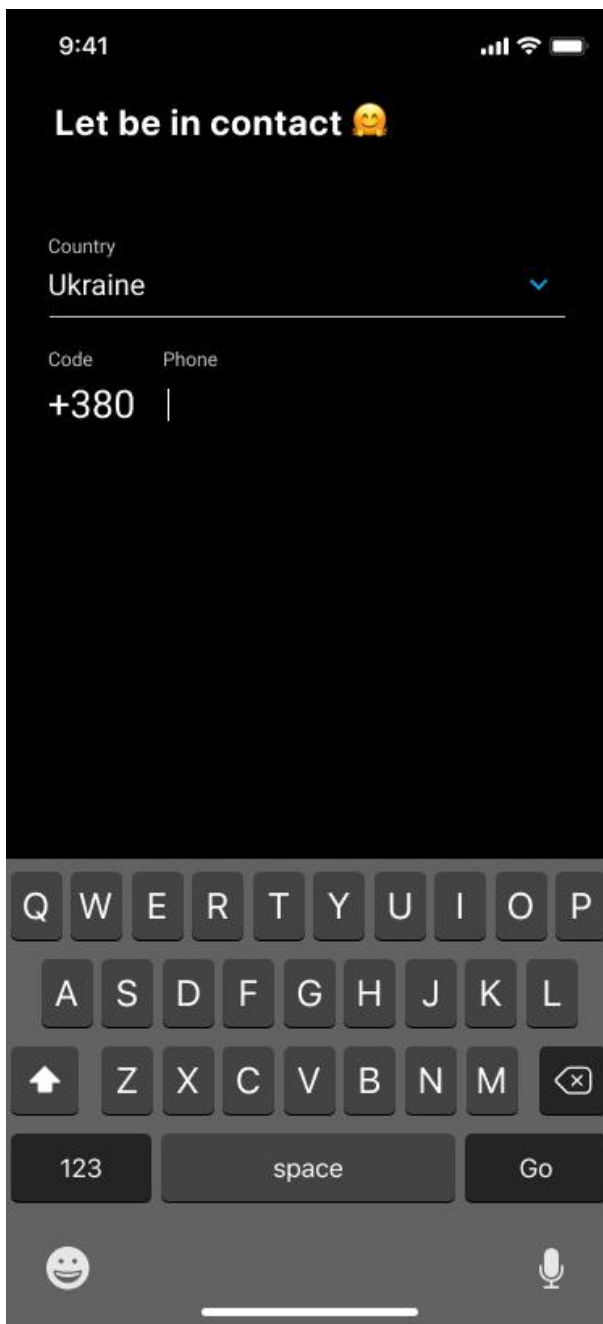 9:41
Let be in contact 🤗
Country
Ukraine
Code Phone
+380
Q W E R T Y U I O P
A S D F G H J K L
Z X C V B N M
123 space Go